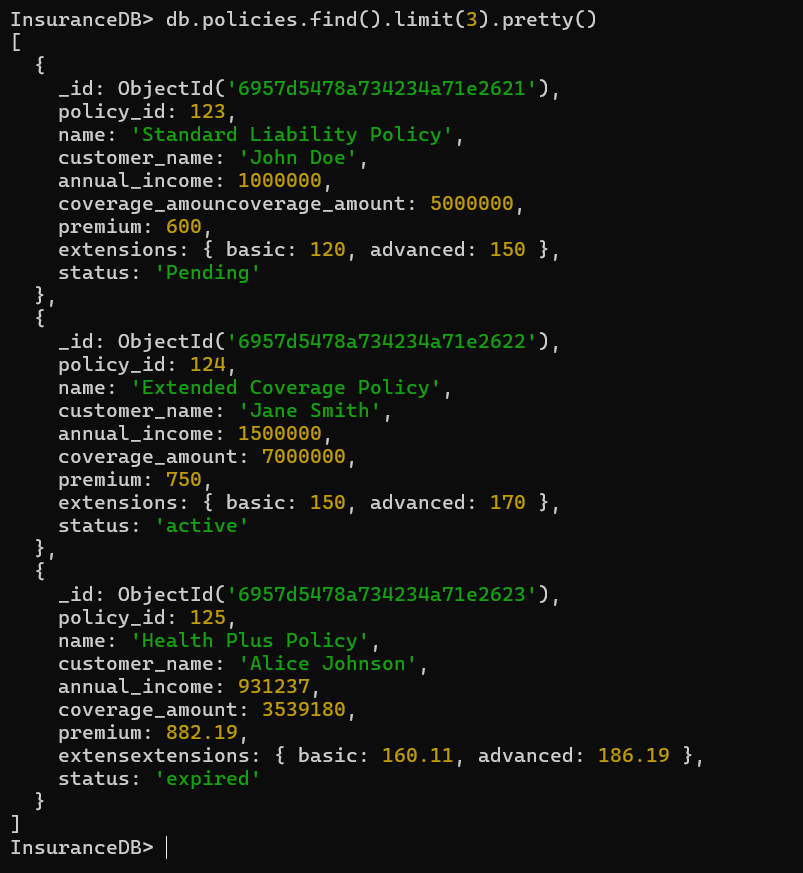 InsuranceDB> db.policies.find().limit(3).pretty()
[
  {
    _id: ObjectId('6957d5478a734234a71e2621'),
    policy_id: 123,
    name: 'Standard Liability Policy',
    customer_name: 'John Doe',
    annual_income: 1000000,
    coverage_amouncoverage_amount: 5000000,
    premium: 600,
    extensions: { basic: 120, advanced: 150 },
    status: 'Pending'
  },
  {
    _id: ObjectId('6957d5478a734234a71e2622'),
    policy_id: 124,
    name: 'Extended Coverage Policy',
    customer_name: 'Jane Smith',
    annual_income: 1500000,
    coverage_amount: 7000000,
    premium: 750,
    extensions: { basic: 150, advanced: 170 },
    status: 'active'
  },
  {
    _id: ObjectId('6957d5478a734234a71e2623'),
    policy_id: 125,
    name: 'Health Plus Policy',
    customer_name: 'Alice Johnson',
    annual_income: 931237,
    coverage_amount: 3539180,
    premium: 882.19,
    extensextensions: { basic: 160.11, advanced: 186.19 },
    status: 'expired'
  }
]
InsuranceDB>